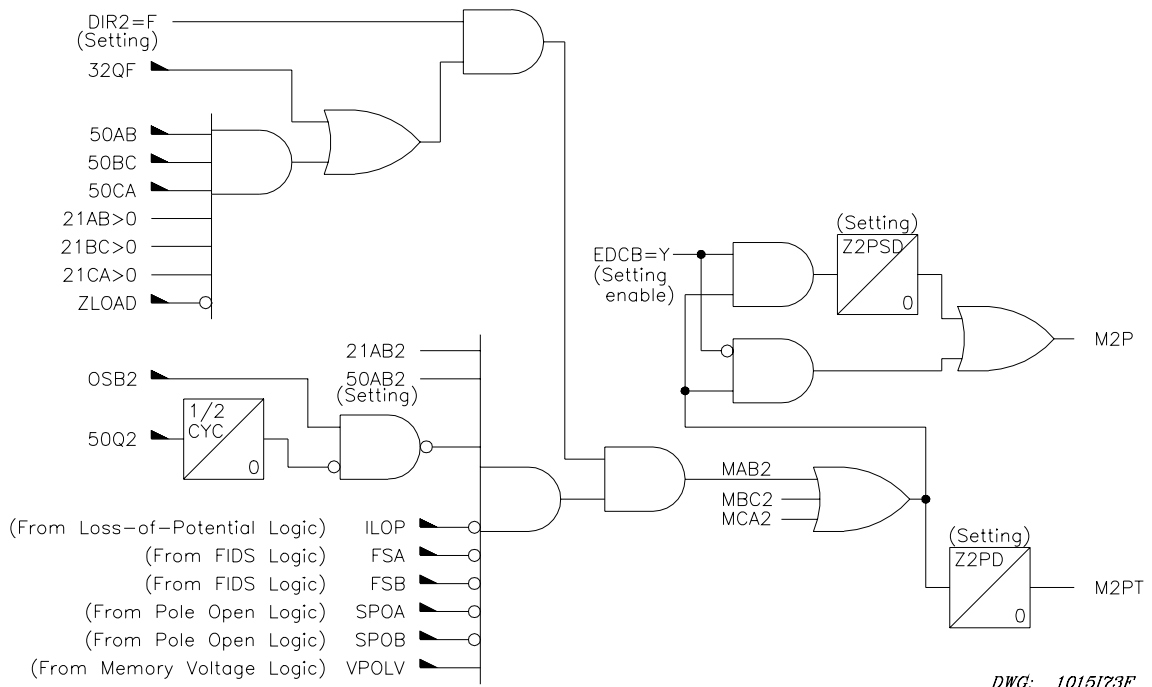 DIR2=F
(Setting)
32QF
50AB
50BC
50CA
21AB>0
21BC>0
21CA>0
ZLOAD
EDCB=Y
(Setting
enable)
(Setting)
Z2PSD
0
M2P
21AB2
50AB2
(Setting)
OSB2
50Q2
1/2
CYC
0
(From Loss-of-Potential Logic) ILOP
(From FIDS Logic) FSA
(From FIDS Logic) FSB
(From Pole Open Logic) SPOA
(From Pole Open Logic) SPOB
(From Memory Voltage Logic) VPOLV
MAB2
MBC2
MCA2
(Setting)
Z2PD
0
M2PT
DWG: 1015I73F